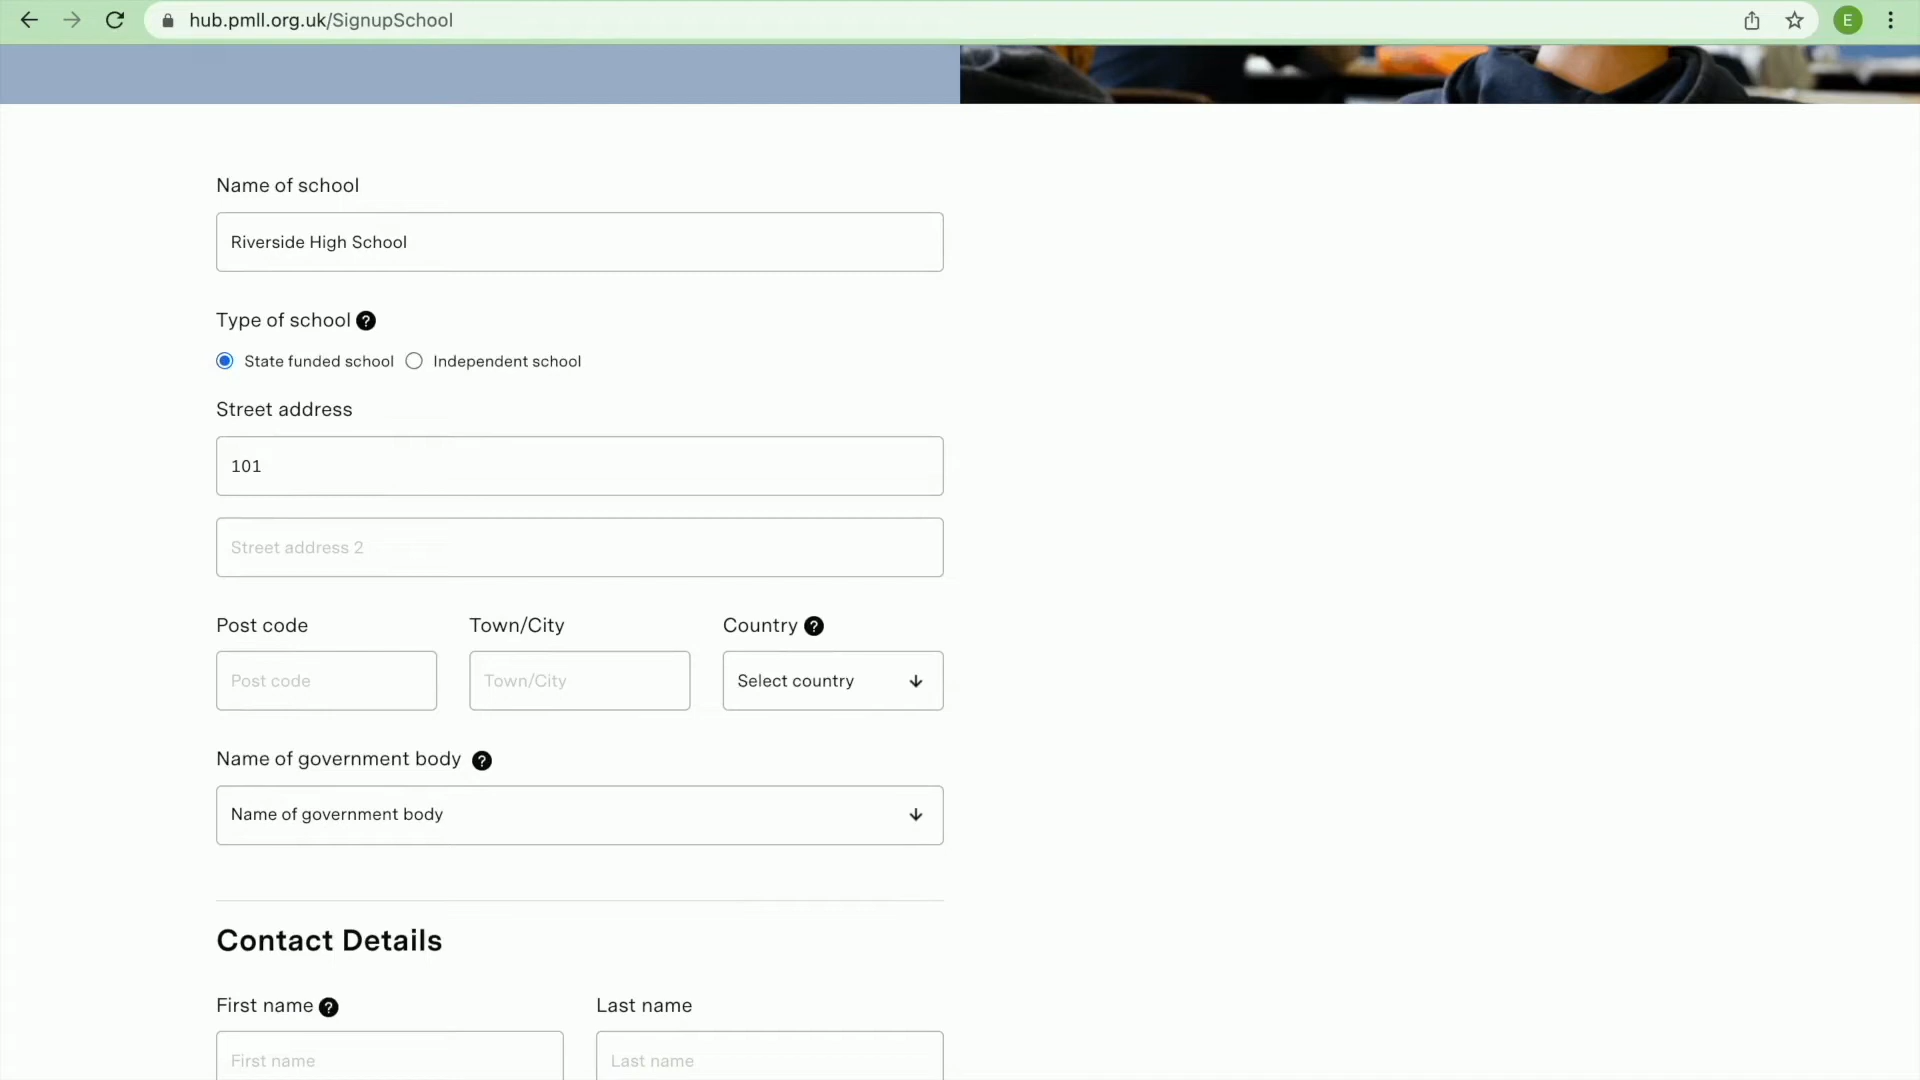 hub.pmll.org.uk/SignupSchool
E
Name of school
Riverside High School
Type of school ?
State funded school Independent school
Street address
101
Street address 2
Post code Town/City Country ?
Post code Town/City Select country
Name of government body ?
Name of government body
Contact Details
First name ? Last name
First name Last name